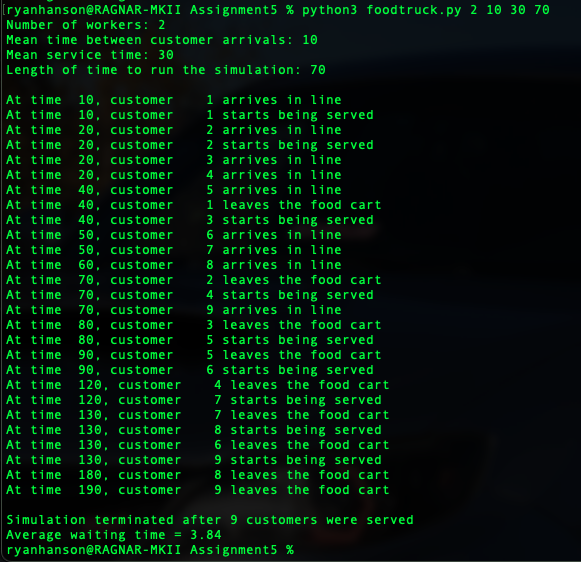 ryanhanson@RAGNAR-MKII Assignment5 % python3 foodtruck.py 2 10 30 70
Number of workers: 2
Mean time between customer arrivals: 10
Mean service time: 30
Length of time to run the simulation: 70
At time  10, customer    1 arrives in line
At time  10, customer    1 starts being served
At time  20, customer    2 arrives in line
At time  20, customer    2 starts being served
At time  20, customer    3 arrives in line
At time  20, customer    4 arrives in line
At time  40, customer    5 arrives in line
At time  40, customer    1 leaves the food cart
At time  40, customer    3 starts being served
At time  50, customer    6 arrives in line
At time  50, customer    7 arrives in line
At time  60, customer    8 arrives in line
At time  70, customer    2 leaves the food cart
At time  70, customer    4 starts being served
At time  70, customer    9 arrives in line
At time  80, customer    3 leaves the food cart
At time  80, customer    5 starts being served
At time  90, customer    5 leaves the food cart
At time  90, customer    6 starts being served
At time  120, customer    4 leaves the food cart
At time  120, customer    7 starts being served
At time  130, customer    7 leaves the food cart
At time  130, customer    8 starts being served
At time  130, customer    6 leaves the food cart
At time  130, customer    9 starts being served
At time  180, customer    8 leaves the food cart
At time  190, customer    9 leaves the food cart
Simulation terminated after 9 customers were served
Average waiting time = 3.84
ryanhanson@RAGNAR-MKII Assignment5 %